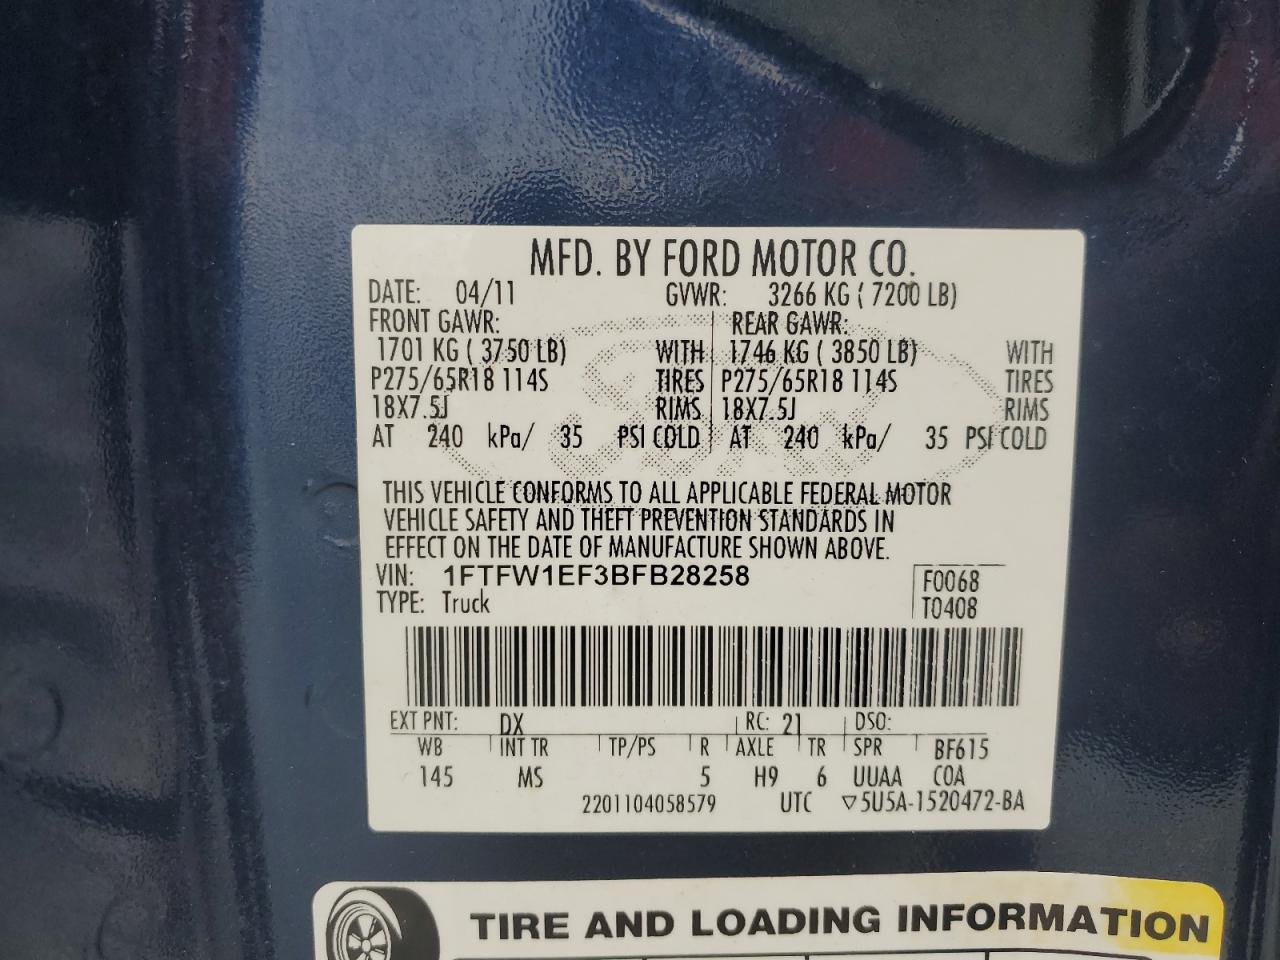 MFD. BY FORD MOTOR CO.
DATE: 04/11 GVWR: 3266 KG ( 7200 LB)
FRONT GAWR: REAR GAWR:
1701 KG ( 3750 LB) WITH 1746 KG ( 3850 LB) WITH
P275/65R18 114S TIRES P275/65R18 114S TIRES
18X7.5J RIMS 18X7.5J RIMS
AT 240 kPa/ 35 PSI COLD AT 240 kPa/ 35 PSI COLD
THIS VEHICLE CONFORMS TO ALL APPLICABLE FEDERAL MOTOR
VEHICLE SAFETY AND THEFT PREVENTION STANDARDS IN
EFFECT ON THE DATE OF MANUFACTURE SHOWN ABOVE.
VIN: 1FTFW1EF3BFB28258 F0068
TYPE: Truck T0408
EXT PNT: DX RC: 21 DSO:
WB INT TR TP/PS R AXLE TR SPR BF615
145 MS 5 H9 6 UUAA COA
2201104058579 UTC ▽5U5A-1520472-BA
TIRE AND LOADING INFORMATION